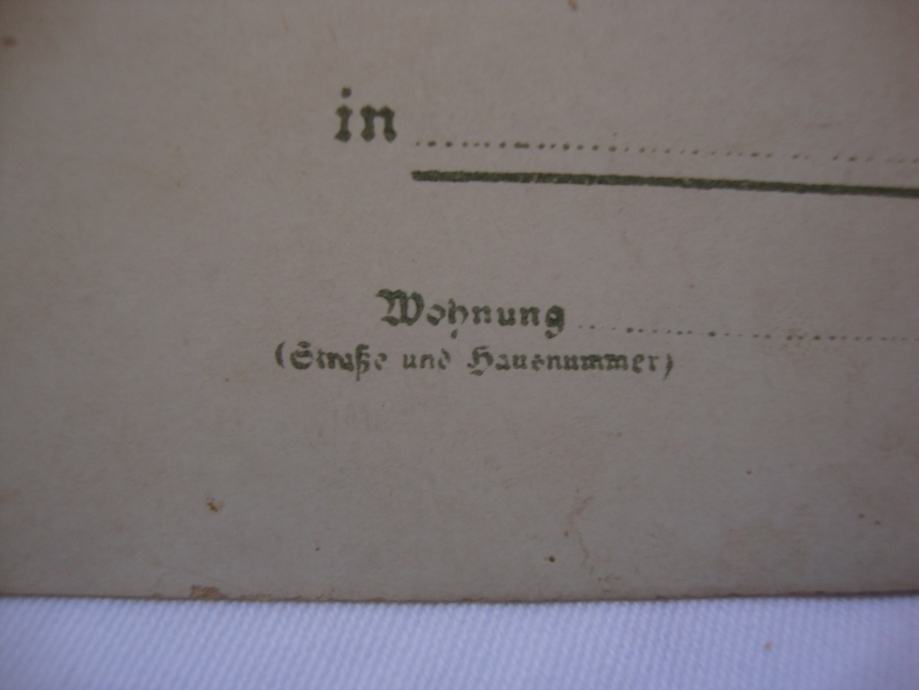 in
Wohnung
(Straße und Hausnummer)